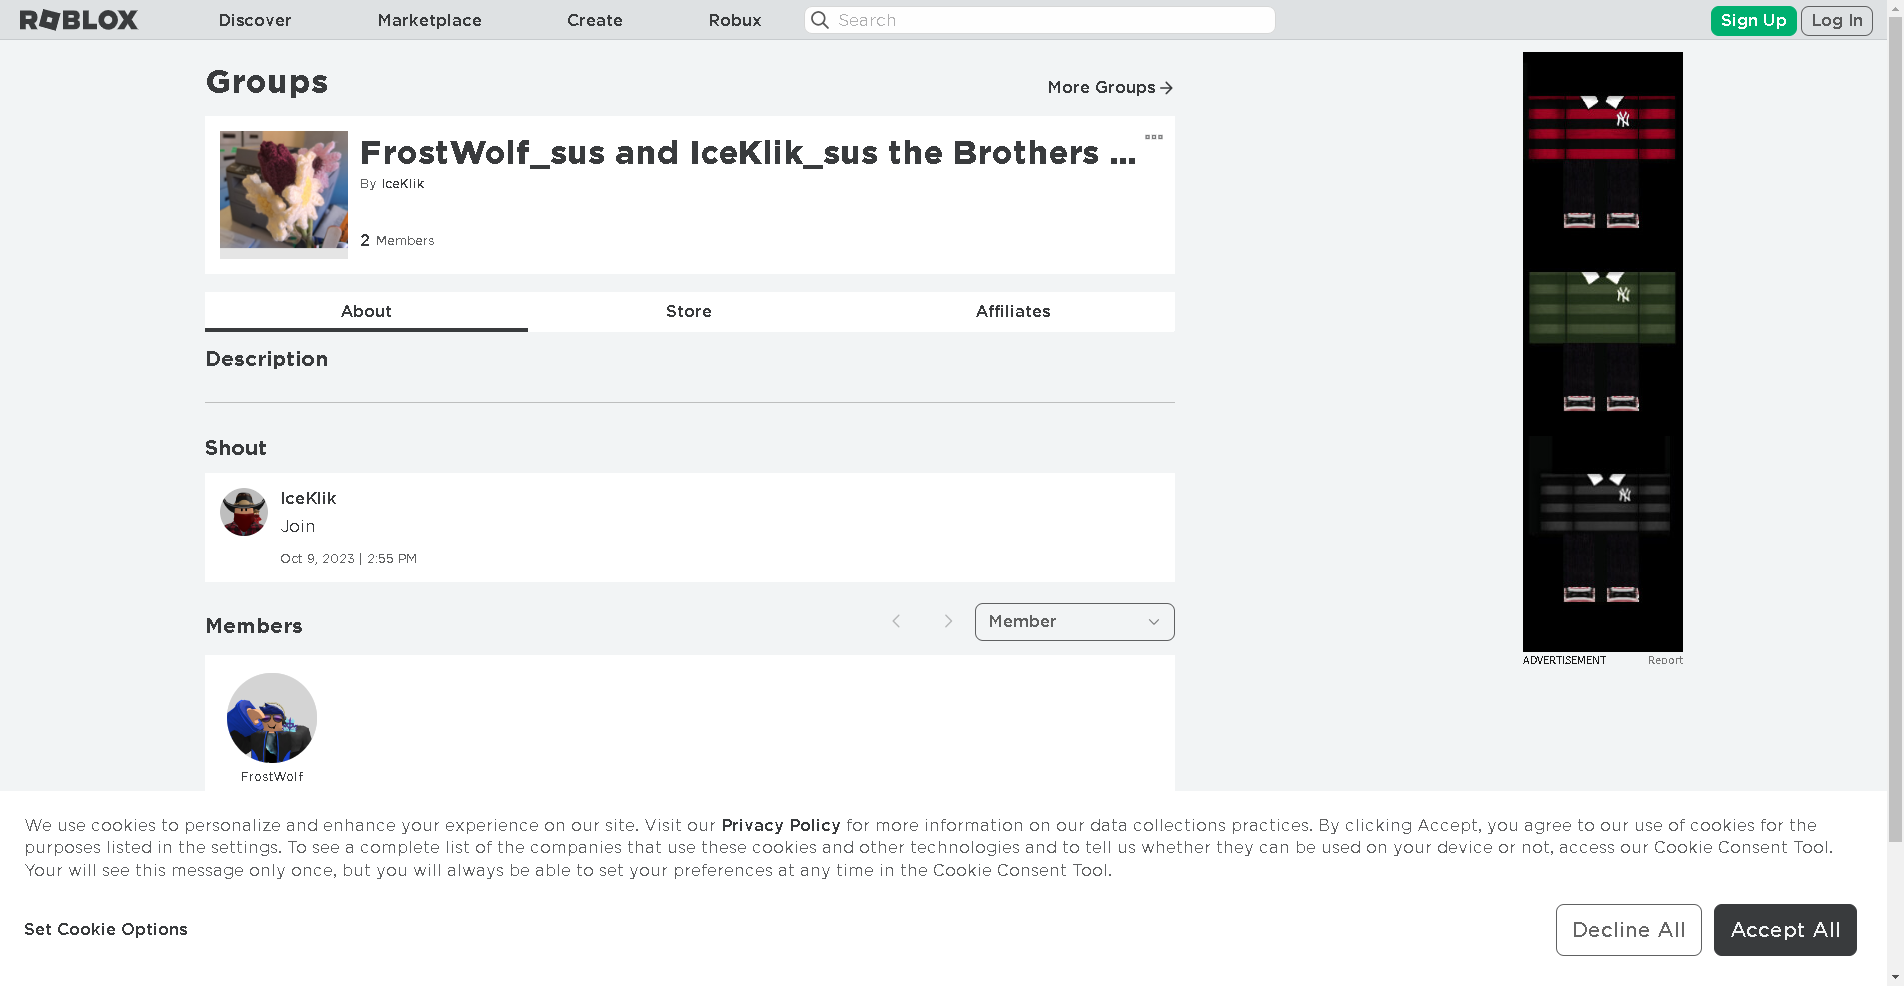 ROBLOX Discover Marketplace Create Robux Search Sign Up Log In
Groups
More Groups
FrostWolf_sus and IceKlik_sus the Brothers ...
By IceKlik
2 Members
About Store Affiliates
Description
Shout
IceKlik
Join
Oct 9, 2023 | 2:55 PM
Members
Member
FrostWolf
NY
NY
NY
ADVERTISEMENT Report
We use cookies to personalize and enhance your experience on our site. Visit our Privacy Policy for more information on our data collections practices. By clicking Accept, you agree to our use of cookies for the
purposes listed in the settings. To see a complete list of the companies that use these cookies and other technologies and to tell us whether they can be used on your device or not, access our Cookie Consent Tool.
Your will see this message only once, but you will always be able to set your preferences at any time in the Cookie Consent Tool.
Set Cookie Options
Decline All Accept All